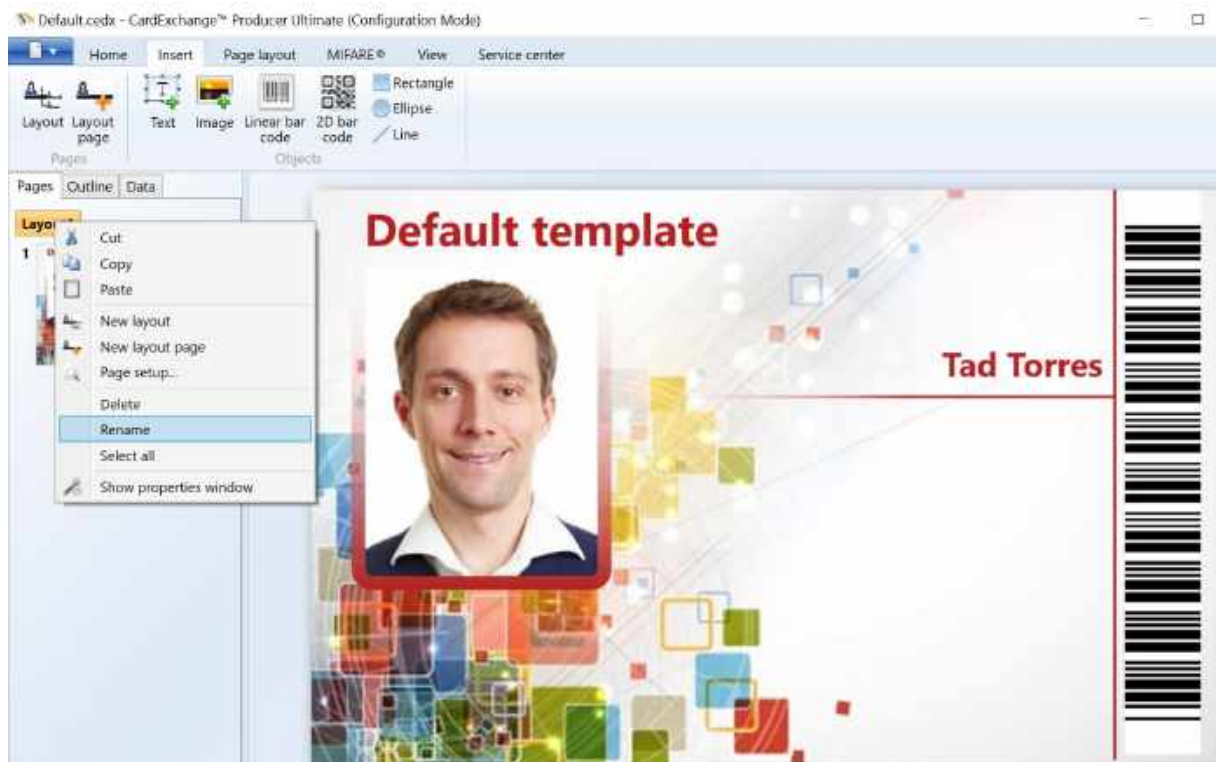 Default.cedx - CardExchange™ Producer Ultimate (Configuration Mode)
Home Insert Page layout MIFARE® View Service center
Layout Layout page Text Image Linear bar code 2D bar code Rectangle
Ellipse
Line
Pages Objects
Pages Outline Data
Cut
Copy
Paste
New layout
New layout page
Page setup...
Delete
Rename
Select all
Show properties window
1
Default template
Tad Torres